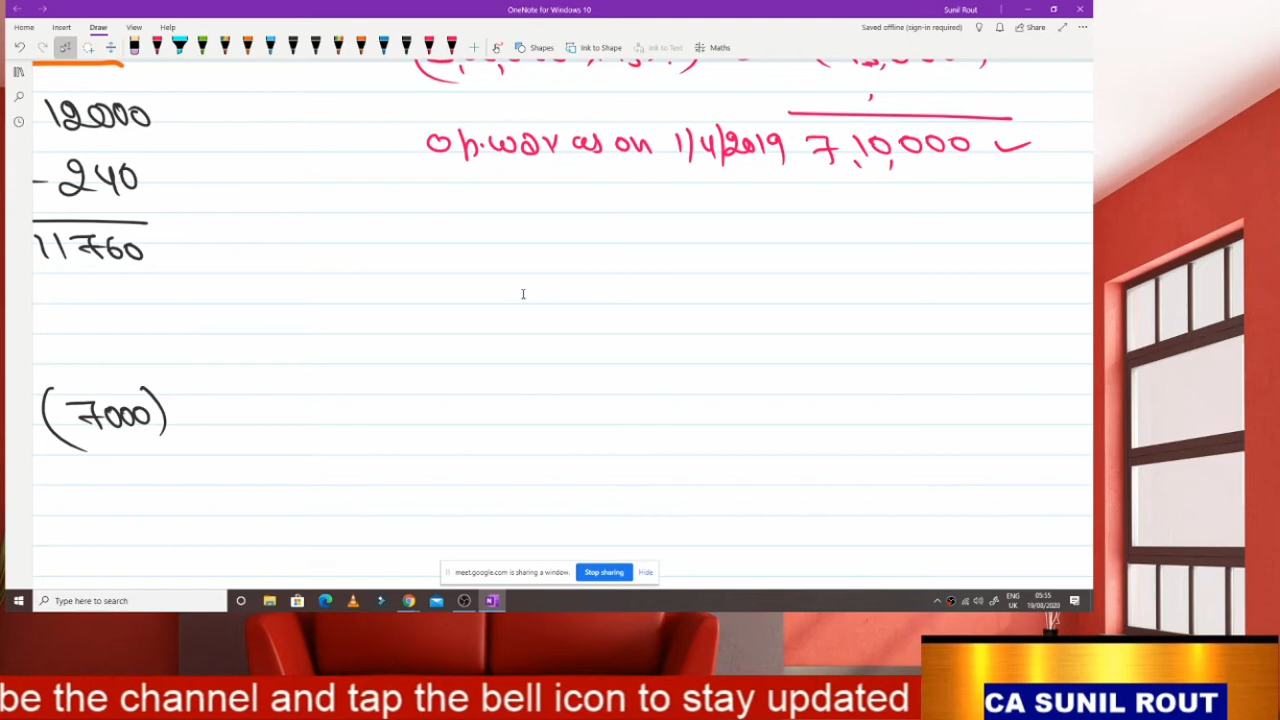 OneNote for Windows 10
Sunil Rout
Home Insert Draw View Help
Saved offline (sign-in required)
Share
Shapes
Ink to Shape
Ink to Text
Maths
12000
- 240
11760
(7000)
Op. WDV as on 1/4/2019 7,10,000
meet.google.com is sharing a window.
Stop sharing
Hide
Type here to search
ENG
UK
05:55
19/08/2020
be the channel and tap the bell icon to stay updated
CA SUNIL ROUT